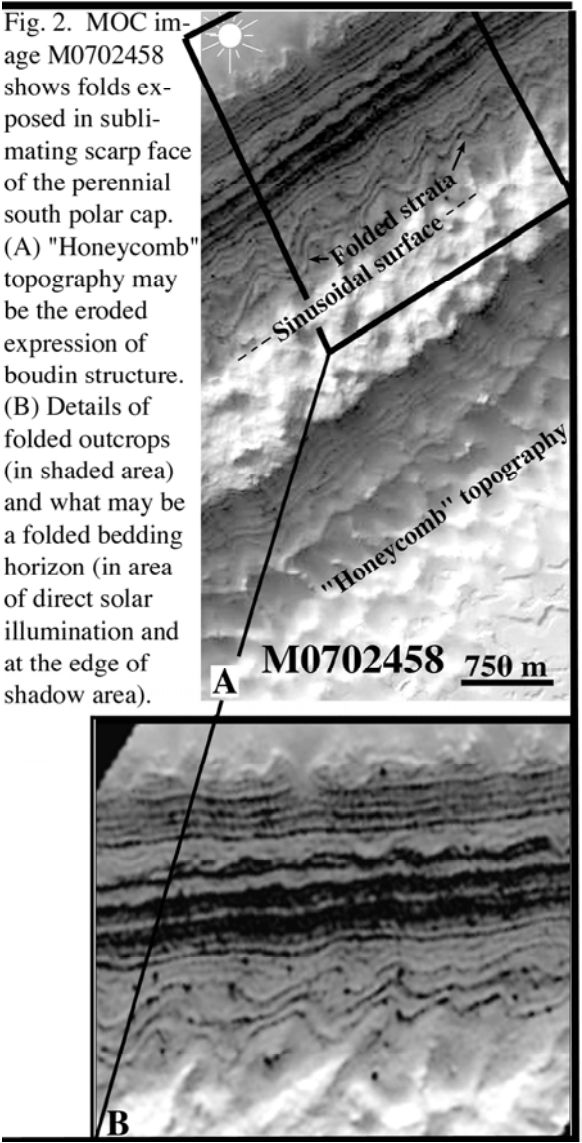 Fig. 2. MOC im-
age M0702458
shows folds ex-
posed in subli-
mating scarp face
of the perennial
south polar cap.
(A) "Honeycomb"
topography may
be the eroded
expression of
boudin structure.
(B) Details of
folded outcrops
(in shaded area)
and what may be
a folded bedding
horizon (in area
of direct solar
illumination and
at the edge of
shadow area).
Folded strata
Sinusoidal surface
"Honeycomb" topography
M0702458 750 m
A
B